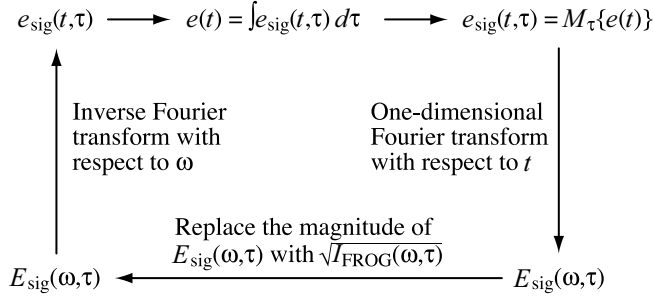 e_sig(t,τ) e(t) = ∫e_sig(t,τ) dτ e_sig(t,τ) = M_τ{e(t)}
Inverse Fourier
transform with
respect to ω
One-dimensional
Fourier transform
with respect to t
Replace the magnitude of
E_sig(ω,τ) with √I_FROG(ω,τ)
E_sig(ω,τ) E_sig(ω,τ)